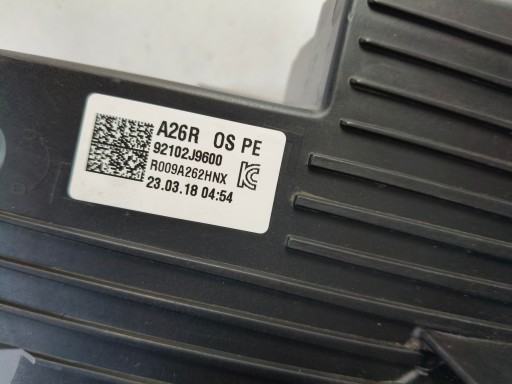 A26R OS PE
92102J9600
R009A262HNX
23.03.18 04:54